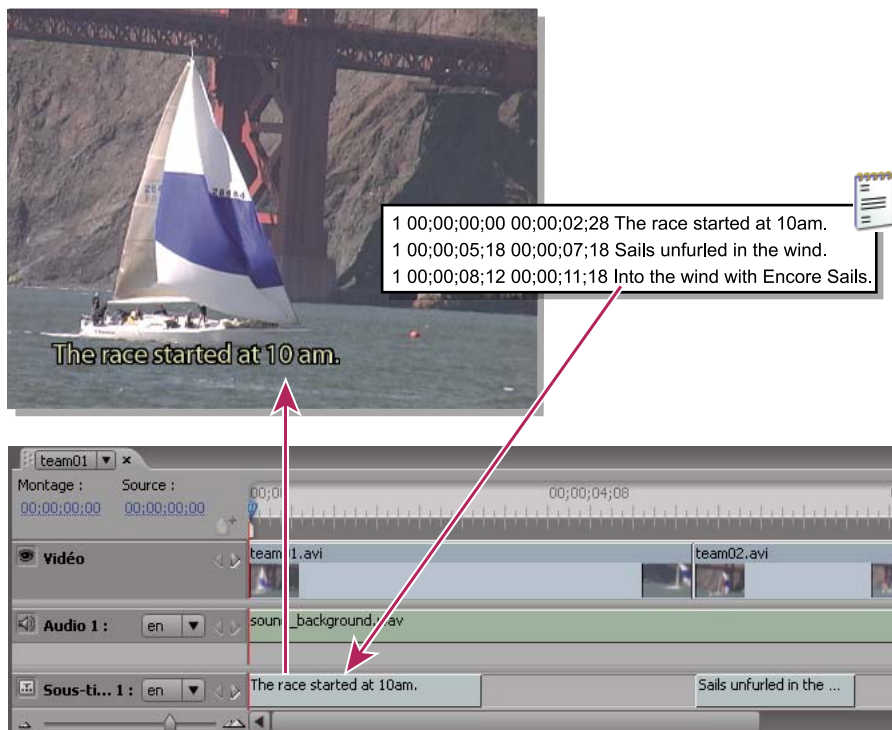 28484
1 00;00;00;00 00;00;02;28 The race started at 10am.
1 00;00;05;18 00;00;07;18 Sails unfurled in the wind.
1 00;00;08;12 00;00;11;18 Into the wind with Encore Sails.
The race started at 10 am.
team01
Montage : Source :
00;00;00;00 00;00;00;00
00;00;04;08
Vidéo
team01.avi team02.avi
Audio 1 : en
sound_background.wav
Sous-ti... 1 : en
The race started at 10am. Sails unfurled in the ...